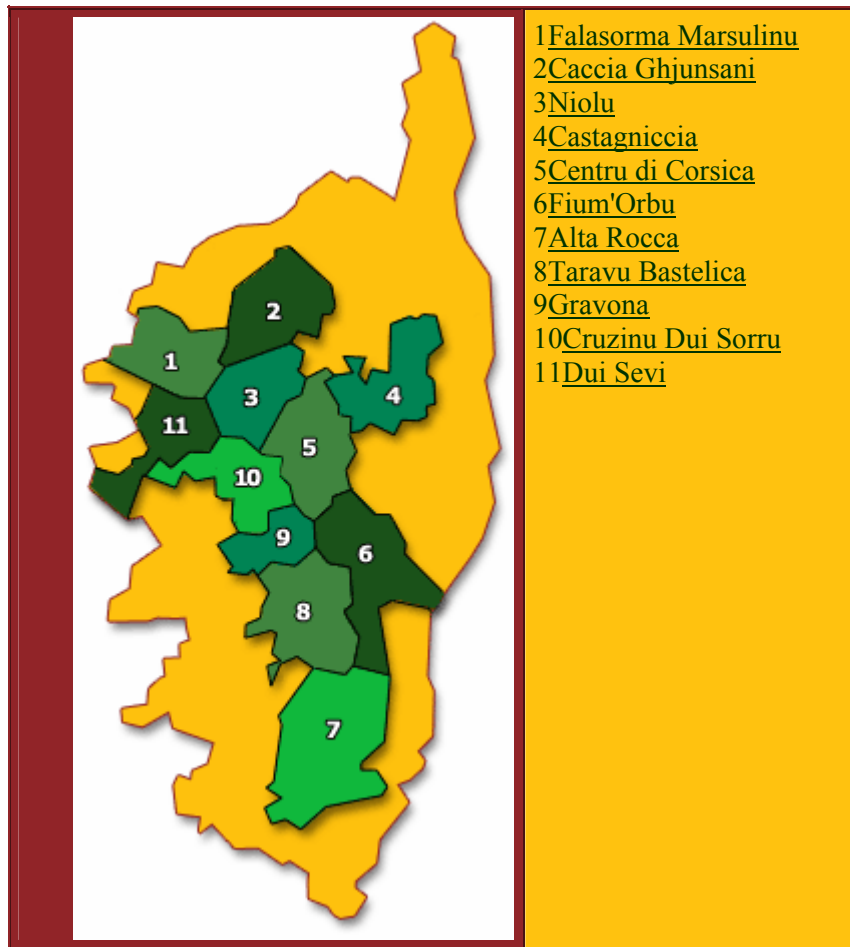 1Falasorma Marsulinu
2Caccia Ghjunsani
3Niolu
4Castagniccia
5Centru di Corsica
6Fium'Orbu
7Alta Rocca
8Taravu Bastelica
9Gravona
10Cruzinu Dui Sorru
11Dui Sevi
2
1
3
4
11
5
10
9
6
8
7